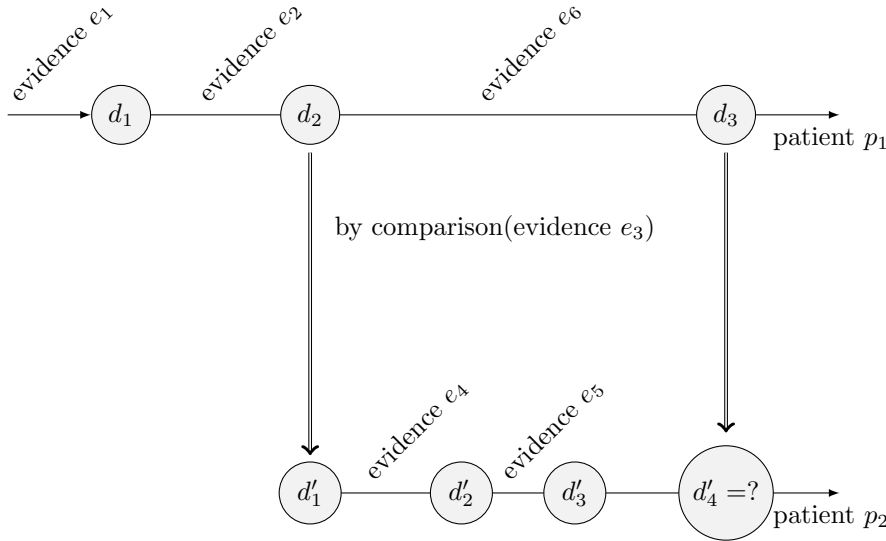 evidence e₁
evidence e₂
evidence e₆
d₁
d₂
d₃
patient p₁
by comparison(evidence e₃)
evidence e₄
evidence e₅
d′₁
d′₂
d′₃
d′₄ =?
patient p₂